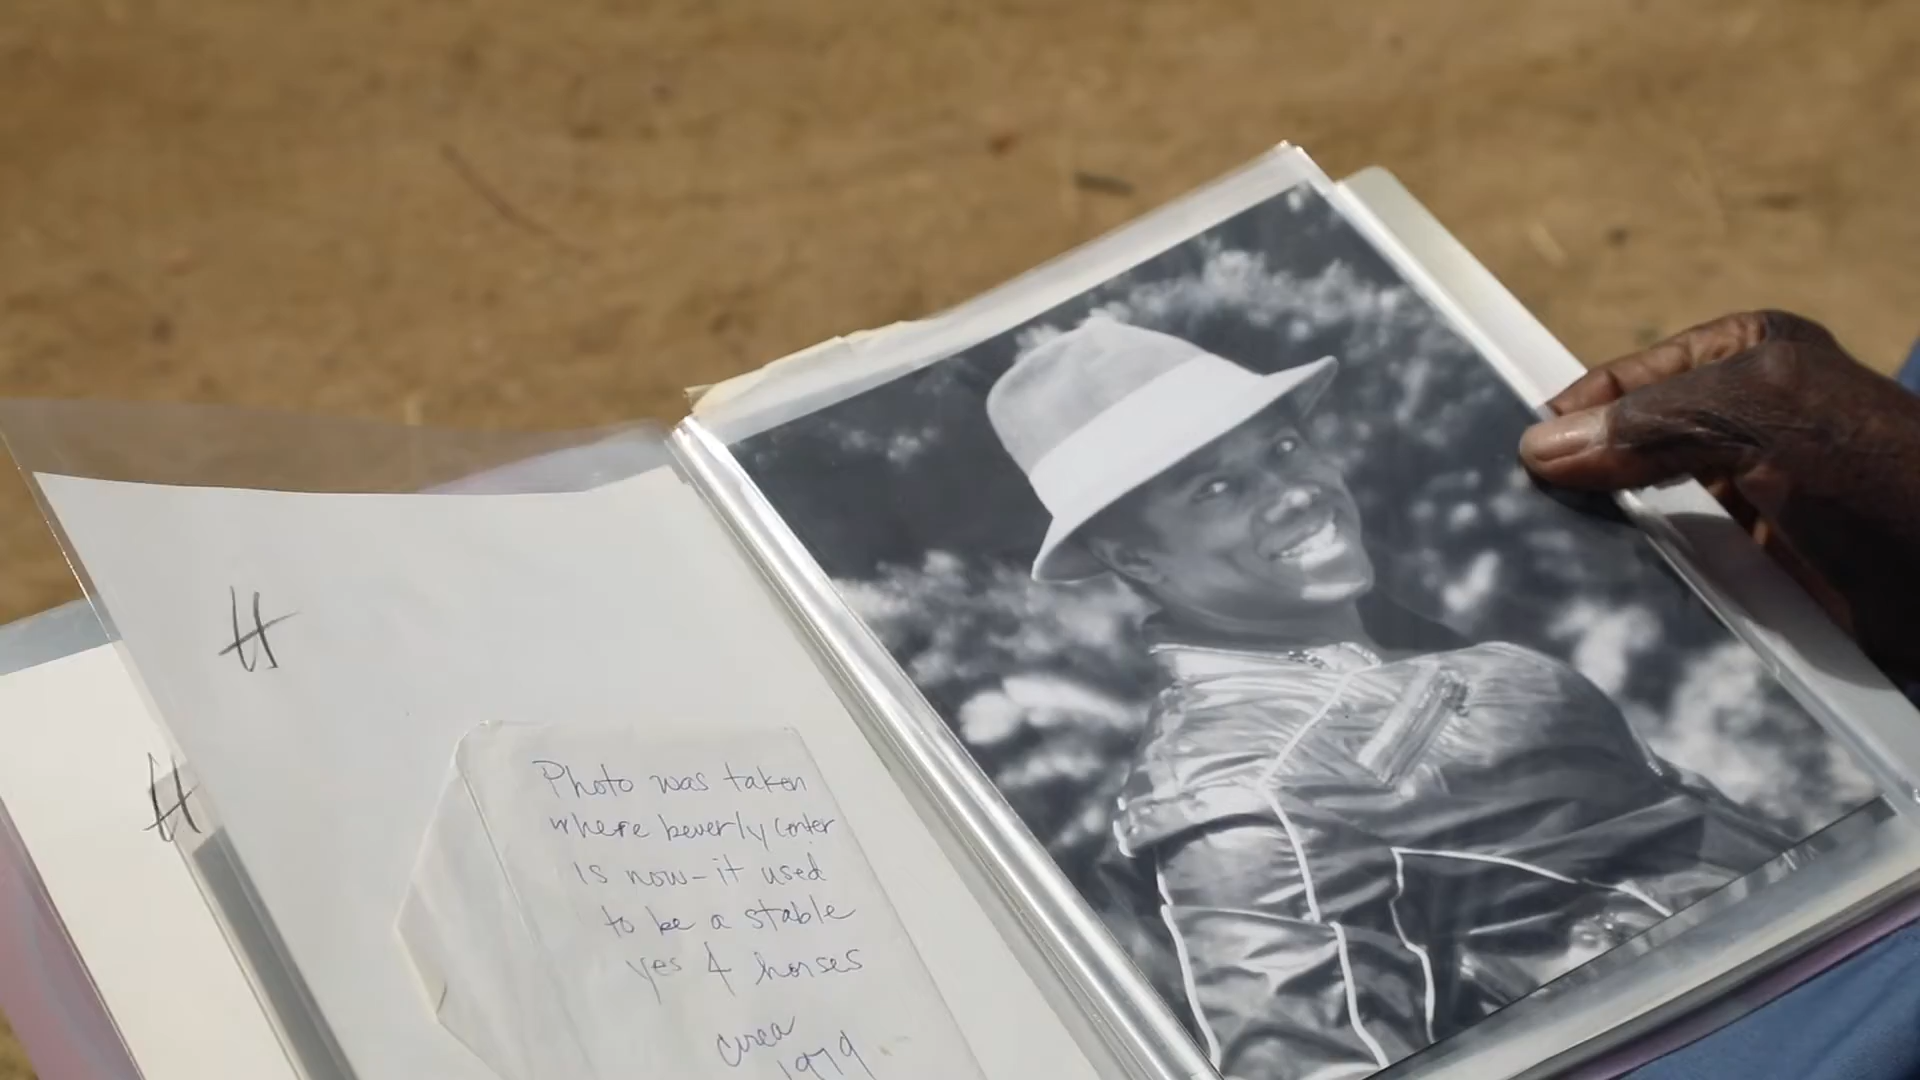 H
H
Photo was taken
where beverly center
is now - it used
to be a stable
yes 4 horses
circa
1979